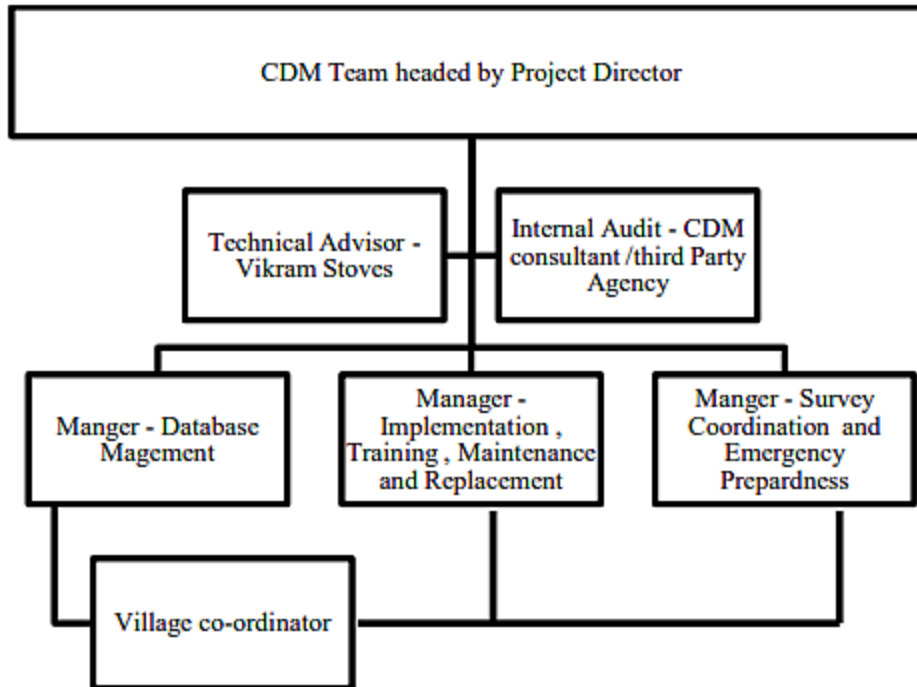 CDM Team headed by Project Director
Technical Advisor -
Vikram Stoves
Internal Audit - CDM
consultant /third Party
Agency
Manger - Database
Magement
Manager -
Implementation ,
Training , Maintenance
and Replacement
Manger - Survey
Coordination and
Emergency
Prepardness
Village co-ordinator